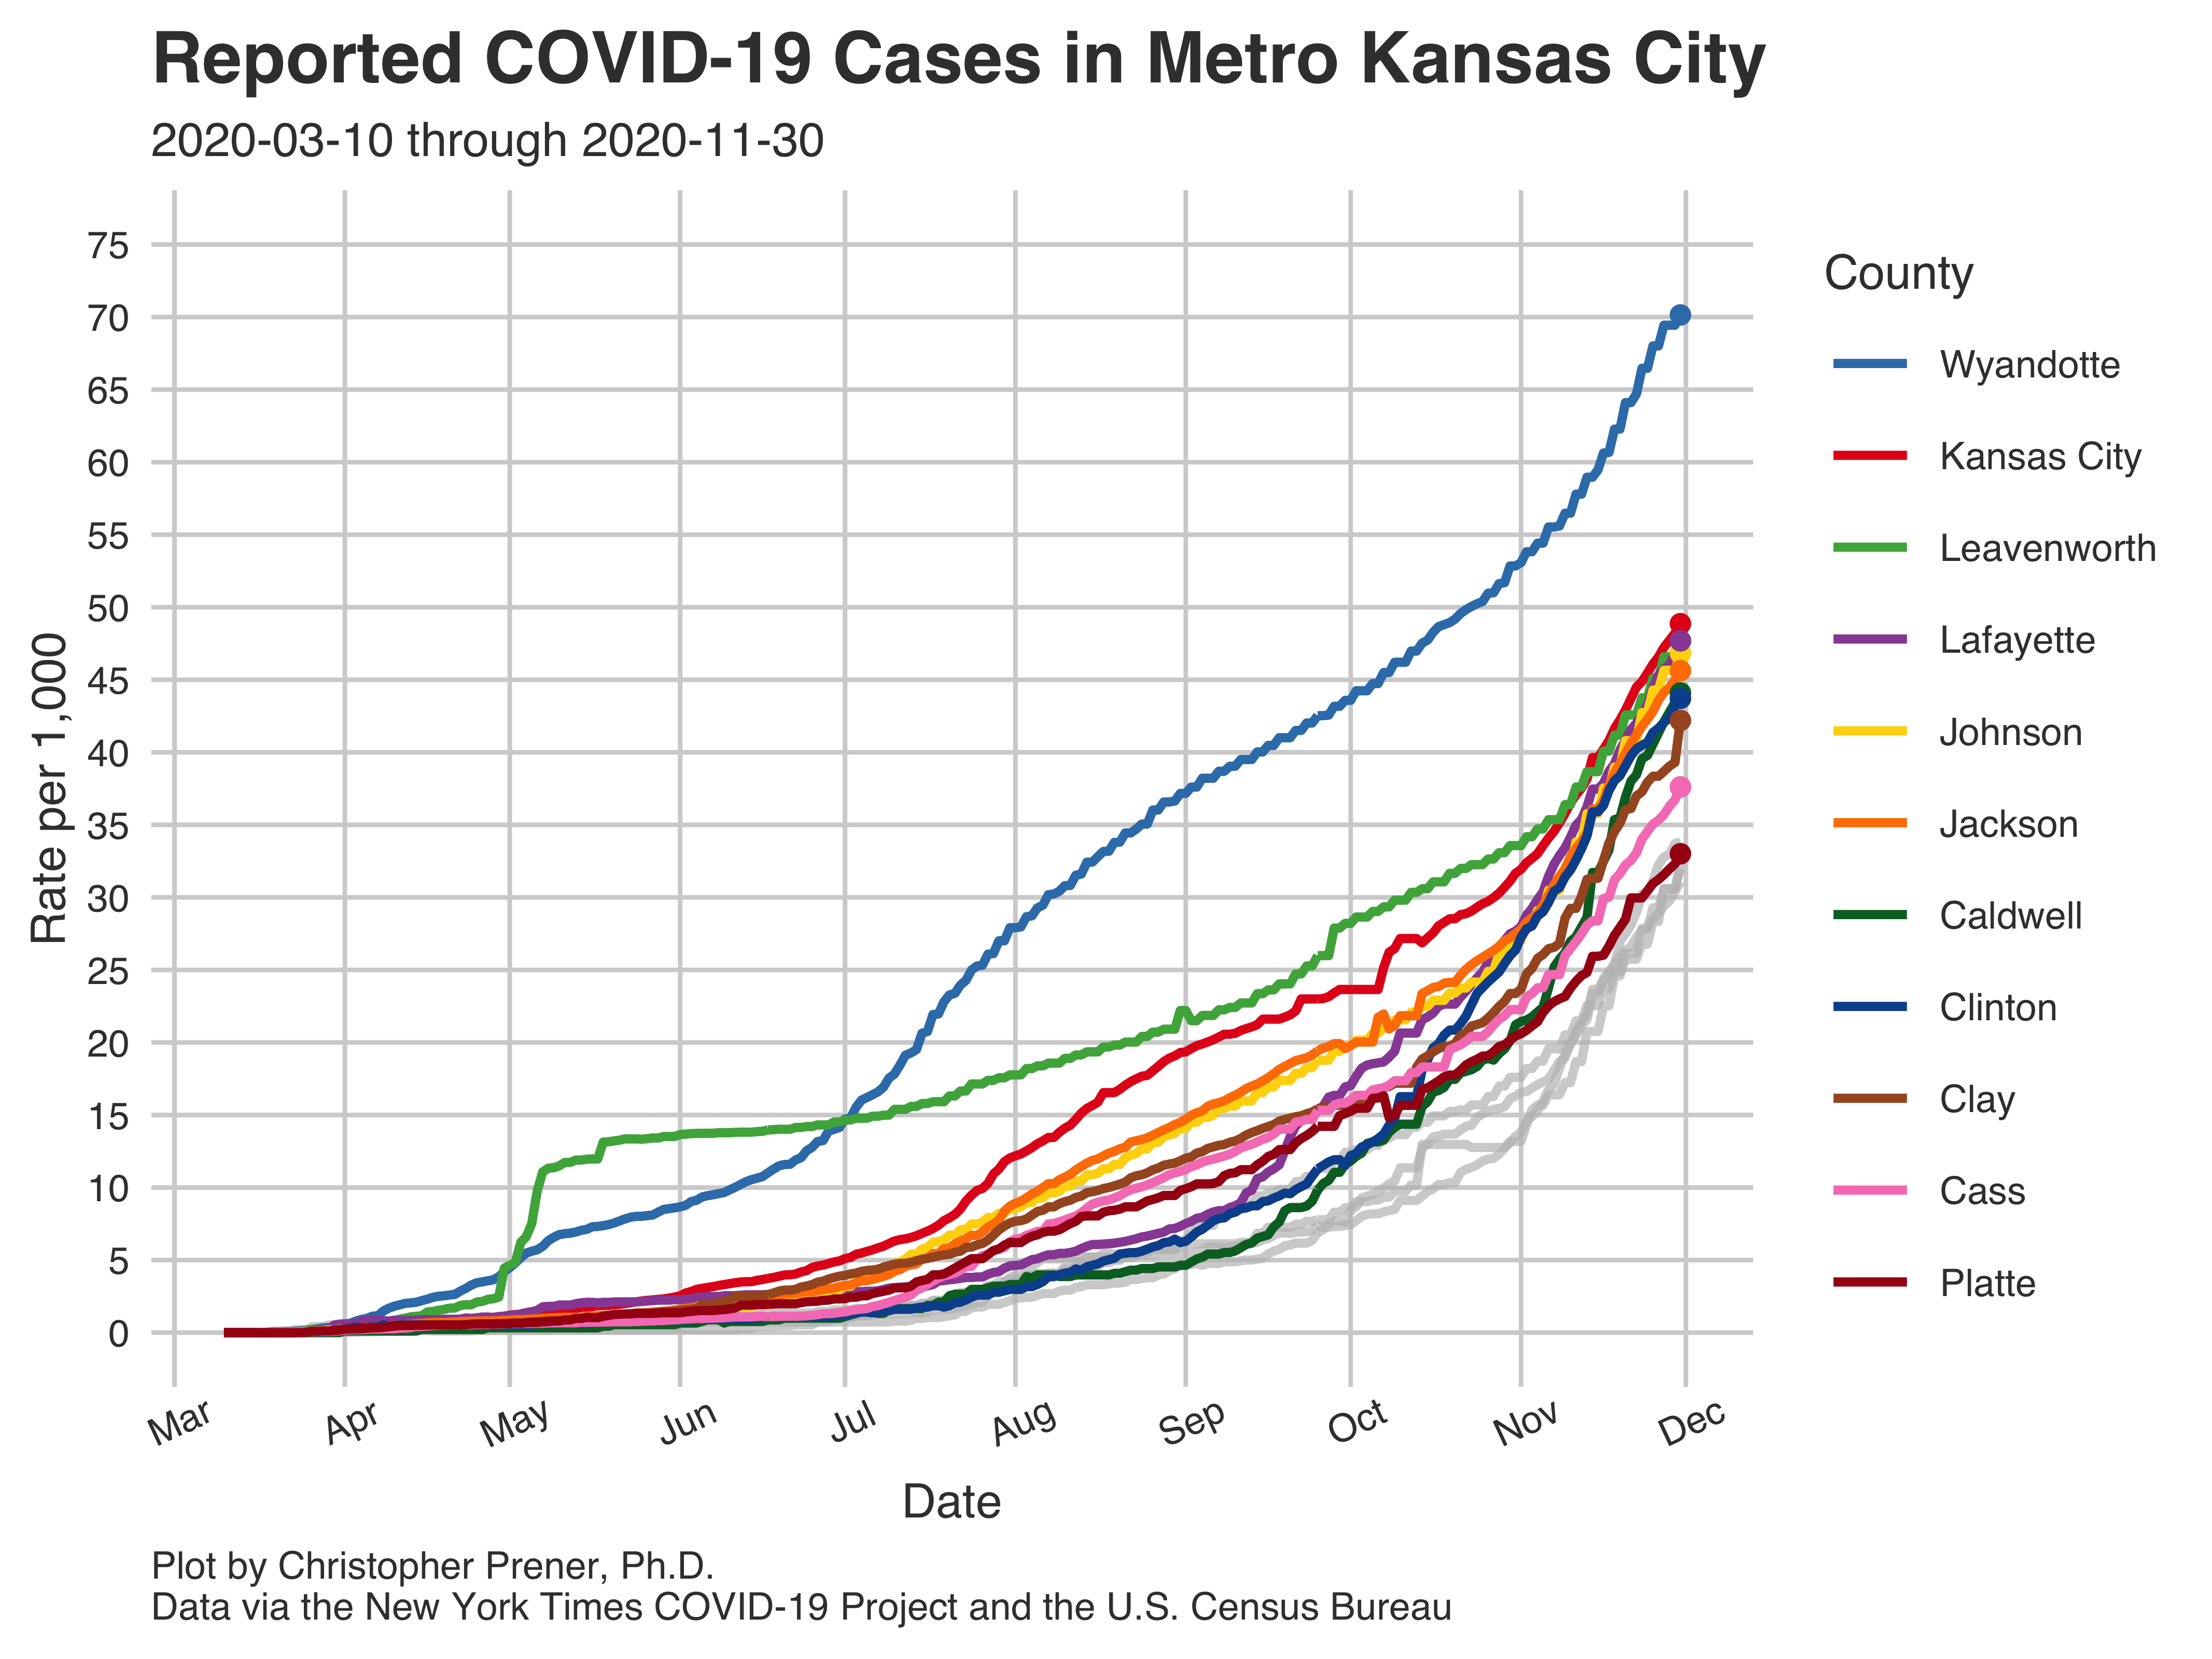 Reported COVID-19 Cases in Metro Kansas City
2020-03-10 through 2020-11-30
75
70
65
60
55
50
45
40
35
30
25
20
15
10
5
0
Rate per 1,000
Mar
Apr
May
Jun
Jul
Aug
Sep
Oct
Nov
Dec
Date
County
Wyandotte
Kansas City
Leavenworth
Lafayette
Johnson
Jackson
Caldwell
Clinton
Clay
Cass
Platte
Plot by Christopher Prener, Ph.D.
Data via the New York Times COVID-19 Project and the U.S. Census Bureau